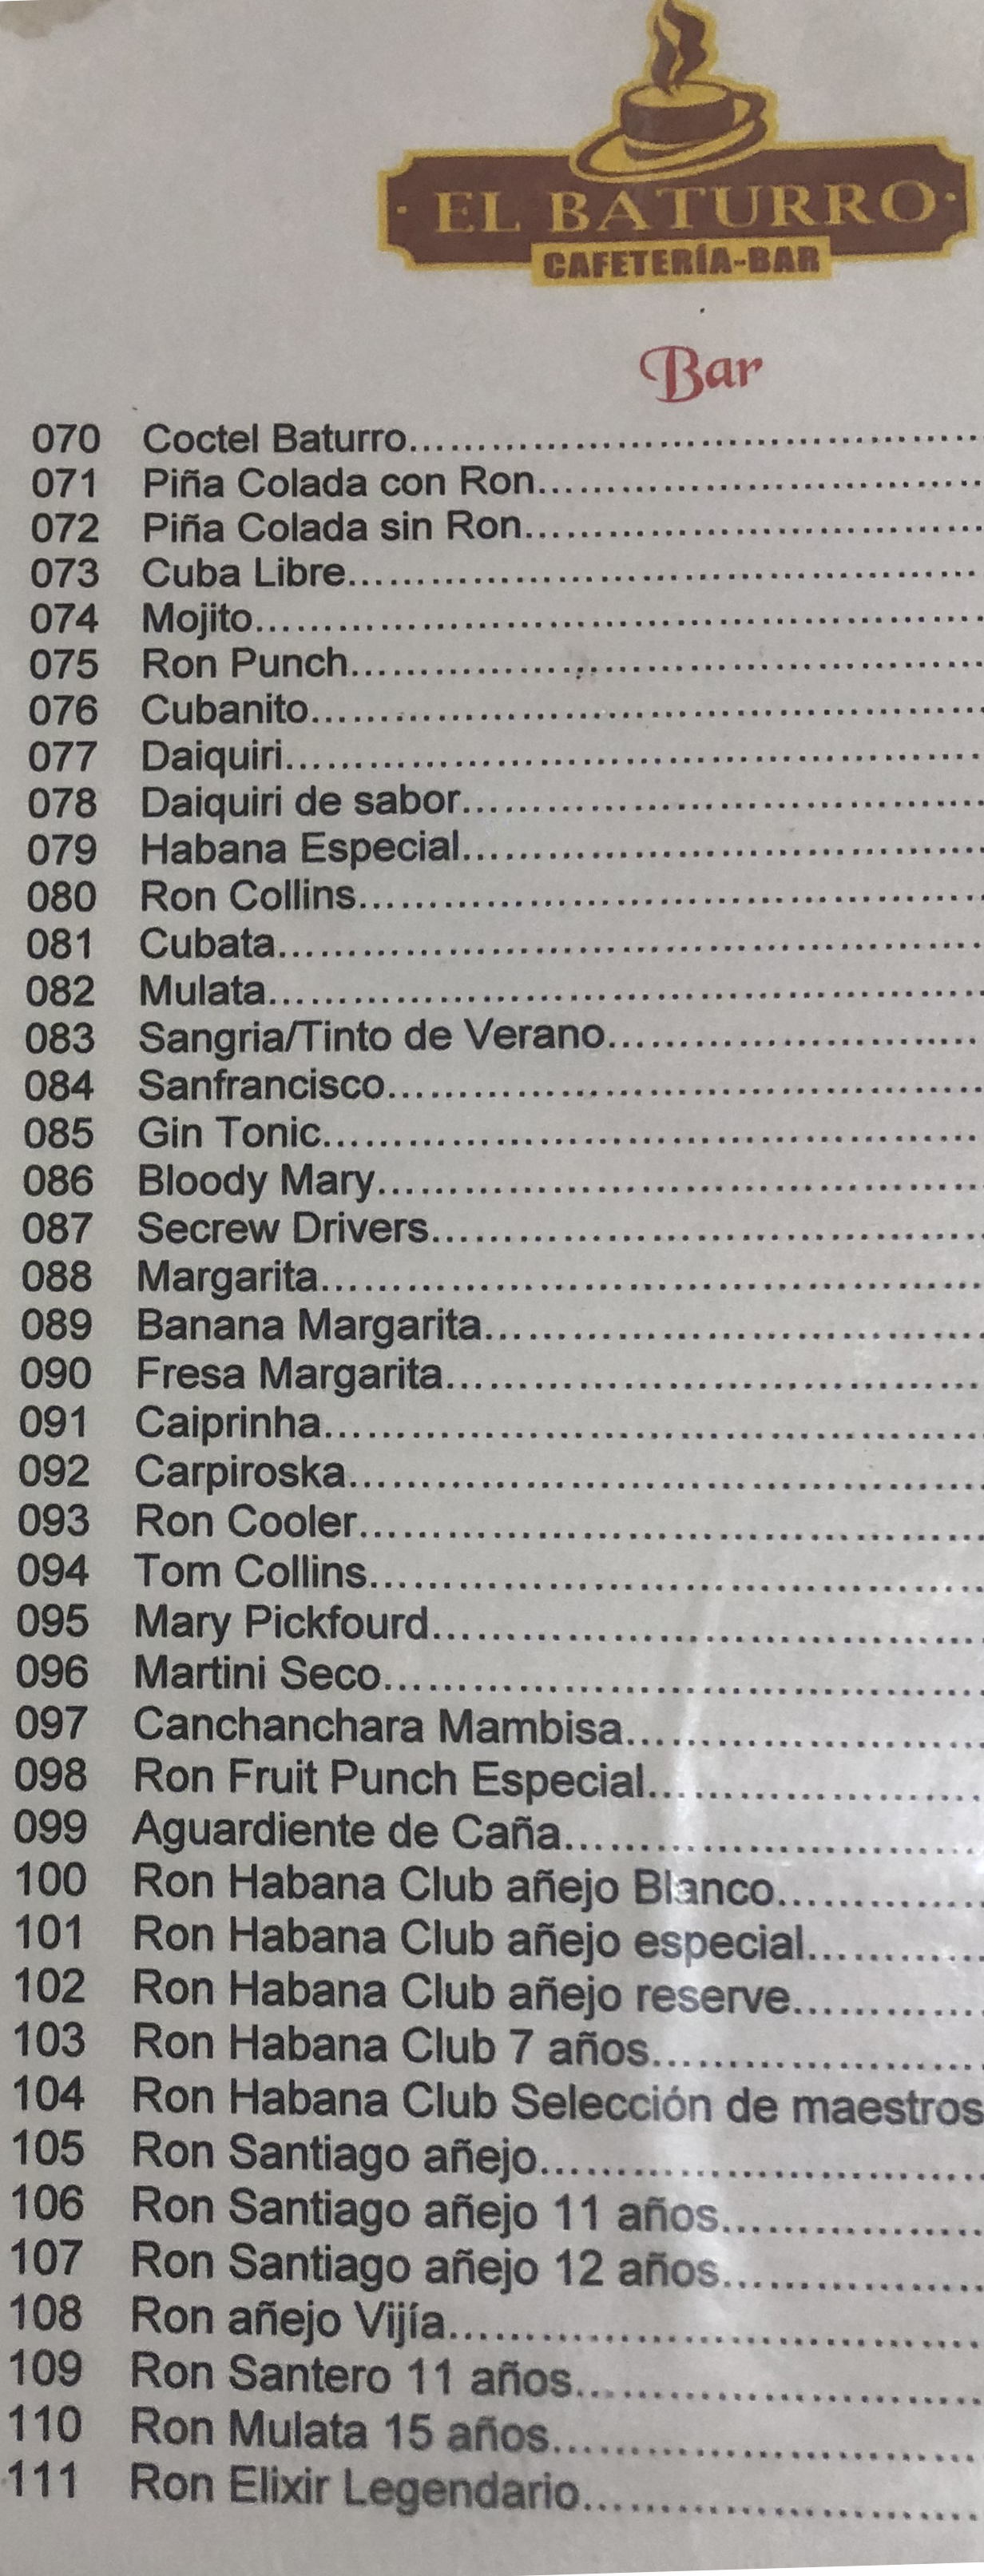 · EL BATURRO ·
CAFETERÍA-BAR
Bar
070 Coctel Baturro
071 Piña Colada con Ron
072 Piña Colada sin Ron
073 Cuba Libre
074 Mojito
075 Ron Punch
076 Cubanito
077 Daiquiri
078 Daiquiri de sabor
079 Habana Especial
080 Ron Collins
081 Cubata
082 Mulata
083 Sangria/Tinto de Verano
084 Sanfrancisco
085 Gin Tonic
086 Bloody Mary
087 Secrew Drivers
088 Margarita
089 Banana Margarita
090 Fresa Margarita
091 Caiprinha
092 Carpiroska
093 Ron Cooler
094 Tom Collins
095 Mary Pickfourd
096 Martini Seco
097 Canchanchara Mambisa
098 Ron Fruit Punch Especial
099 Aguardiente de Caña
100 Ron Habana Club añejo Blanco
101 Ron Habana Club añejo especial
102 Ron Habana Club añejo reserve
103 Ron Habana Club 7 años
104 Ron Habana Club Selección de maestros
105 Ron Santiago añejo
106 Ron Santiago añejo 11 años
107 Ron Santiago añejo 12 años
108 Ron añejo Vijía
109 Ron Santero 11 años
110 Ron Mulata 15 años
111 Ron Elixir Legendario